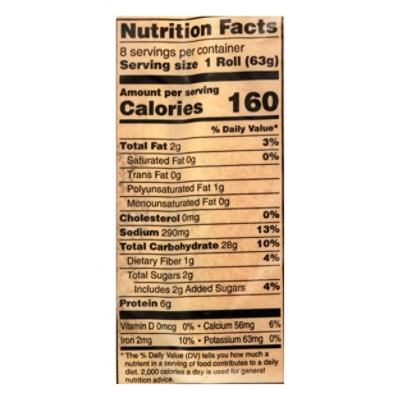 Nutrition Facts
8 servings per container
Serving size 1 Roll (63g)
Amount per serving
Calories 160
% Daily Value*
Total Fat 2g 3%
Saturated Fat 0g 0%
Trans Fat 0g
Polyunsaturated Fat 1g
Monounsaturated Fat 0g
Cholesterol 0mg 0%
Sodium 290mg 13%
Total Carbohydrate 28g 10%
Dietary Fiber 1g 4%
Total Sugars 2g
Includes 2g Added Sugars 4%
Protein 6g
Vitamin D 0mcg 0% • Calcium 56mg 6%
Iron 2mg 10% • Potassium 63mg 0%
* The % Daily Value (DV) tells you how much a
nutrient in a serving of food contributes to a daily
diet. 2,000 calories a day is used for general
nutrition advice.